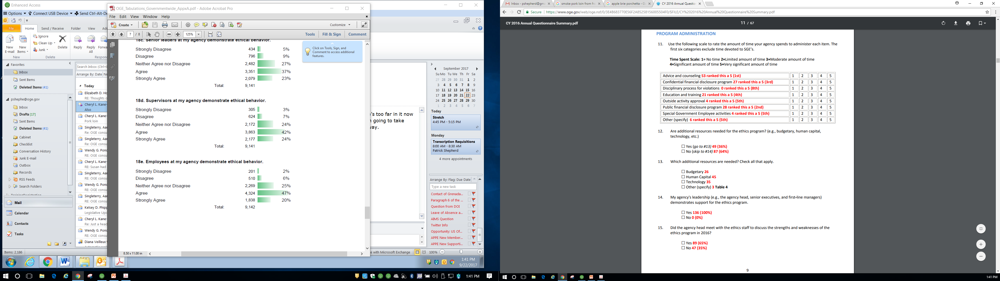 Enhanced Access
Options Connect USB Device Send Ctrl-Alt-De
File Home Send / Receive Folder View
New E-mail
New Items
Ignore
Clean Up
Junk
Delete
Reply
Reply All
New
Delete
Favorites
Inbox
Sent Items
Deleted Items (41)
pshephe@oge.gov
Inbox
Drafts [17]
Sent Items
Deleted Items (41)
Cabinet
Checklist
Conversation History
Junk E-mail
Outbox
Records
RSS Feeds
Search Folders
Mail
Calendar
Contacts
Tasks
Items: 2,186
Search Inbox (Ctrl+E
Arrange By: Date
Today
Elizabeth D. Ho
RE: Thoughts o
Cheryl L. Kane-
Also
Cheryl L. Kane-
Pork loin
Singleterry, Aar
Re: OGE consu
Singleterry, Aar
Re: OGE consu
Wendy G. Pond
RE: OGE consu
Cheryl L. Kane-
RE: Susan had
Singleterry, Aar
RE: OGE consu
Wendy G. Pond
RE: OGE consu
Singleterry, Aar
RE: OGE consu
Kelsey D. Phipp
Legislative Upd
Cheryl L. Kane-
Re: Just a head
Wendy G. Pond
RE: OGE consu
Diana Veilleux
OGE_Tabulations_Governmentwide_AppxA.pdf - Adobe Acrobat Pro
File Edit View Window Help
Create
Customize
7 / 8
125%
Tools Fill & Sign Comment
Click on Tools, Sign, and
Comment to access additional
features.
18c. Senior leaders at my agency demonstrate ethical behavior.
Strongly Disagree 434 5%
Disagree 796 9%
Neither Agree nor Disagree 2,482 27%
Agree 3,351 37%
Strongly Agree 2,079 23%
Total: 9,141
18d. Supervisors at my agency demonstrate ethical behavior.
Strongly Disagree 305 3%
Disagree 624 7%
Neither Agree nor Disagree 2,172 24%
Agree 3,863 42%
Strongly Agree 2,177 24%
Total: 9,141
18e. Employees at my agency demonstrate ethical behavior.
Strongly Disagree 201 2%
Disagree 510 6%
Neither Agree nor Disagree 2,269 25%
Agree 4,324 47%
Strongly Agree 1,838 20%
Total: 9,142
8.50 x 11.00 in
's too far in it now
going to take
way.
September 2017
Su Mo Tu We Th Fr Sa
27 28 29 30 31 1 2
3 4 5 6 7 8 9
10 11 12 13 14 15 16
17 18 19 20 21 22 23
24 25 26 27 28 29 30
1 2 3 4 5 6 7
Today
Stretch
4:45 PM - 5:15 PM
Monday
Transcription Requisitions
8:00 AM - 8:30 AM
Patrick Shepherd
4 more appointments
Arrange By: Flag: Due Date
Type a new task
Contact of Grenada...
Paragraph 6 of the ...
Question from DOI
Leave of Absence a...
AIMS Question
Twitter Info
Opportunity: US Of...
APPE New Member...
APPE New Supporti...
e with Microsoft Exchange
100%
1:41 PM
9/22/2017
1:41 PM
Inbox - pshepherd@gm
smoke pork loin from fro
apple brie porchetta - Go
CY 2016 Annual Questio
Secure https://www.oge.gov/web/oge.nsf/0/3E4B683770E56F2A85258156005504F0/$FILE/CY%202016%20Annual%20Questionnaire%20Summary.pdf
CY 2016 Annual Questionnaire Summary.pdf
11 / 67
PROGRAM ADMINISTRATION
11. Use the following scale to rate the amount of time your agency spends to administer each item. The
first six categories exclude time devoted to SGE's.
Time Spent Scale: 1= No time 2=Limited amount of time 3=Moderate amount of time
4=Significant amount of time 5=Very significant amount of time
Advice and counseling 53 ranked this a 5 (1st) 1 2 3 4 5
Confidential financial disclosure program 27 ranked this a 5 (3rd) 1 2 3 4 5
Disciplinary process for violations 0 ranked this a 5 (8th) 1 2 3 4 5
Education and training 21 ranked this a 5 (4th) 1 2 3 4 5
Outside activity approval 4 ranked this a 5 (5th) 1 2 3 4 5
Public financial disclosure program 28 ranked this a 5 (2nd) 1 2 3 4 5
Special Government Employee activities 4 ranked this a 5 (5th) 1 2 3 4 5
Other (specify) 6 ranked this a 5 (5th) 1 2 3 4 5
12. Are additional resources needed for the ethics program? (e.g., budgetary, human capital,
technology, etc.)
Yes (go to #13) 49 (36%)
No (skip to #14) 87 (64%)
13. Which additional resources are needed? Check all that apply.
Budgetary 26
Human Capital 45
Technology 35
Other (specify) 3 Table 4
14. My agency's leadership (e.g., the agency head, senior executives, and first-line managers)
demonstrates support for the ethics program.
Yes 136 (100%)
No 0 (0%)
15. Did the agency head meet with the ethics staff to discuss the strengths and weaknesses of the
ethics program in 2016?
Yes 89 (65%)
No 47 (35%)
9
1:41 PM